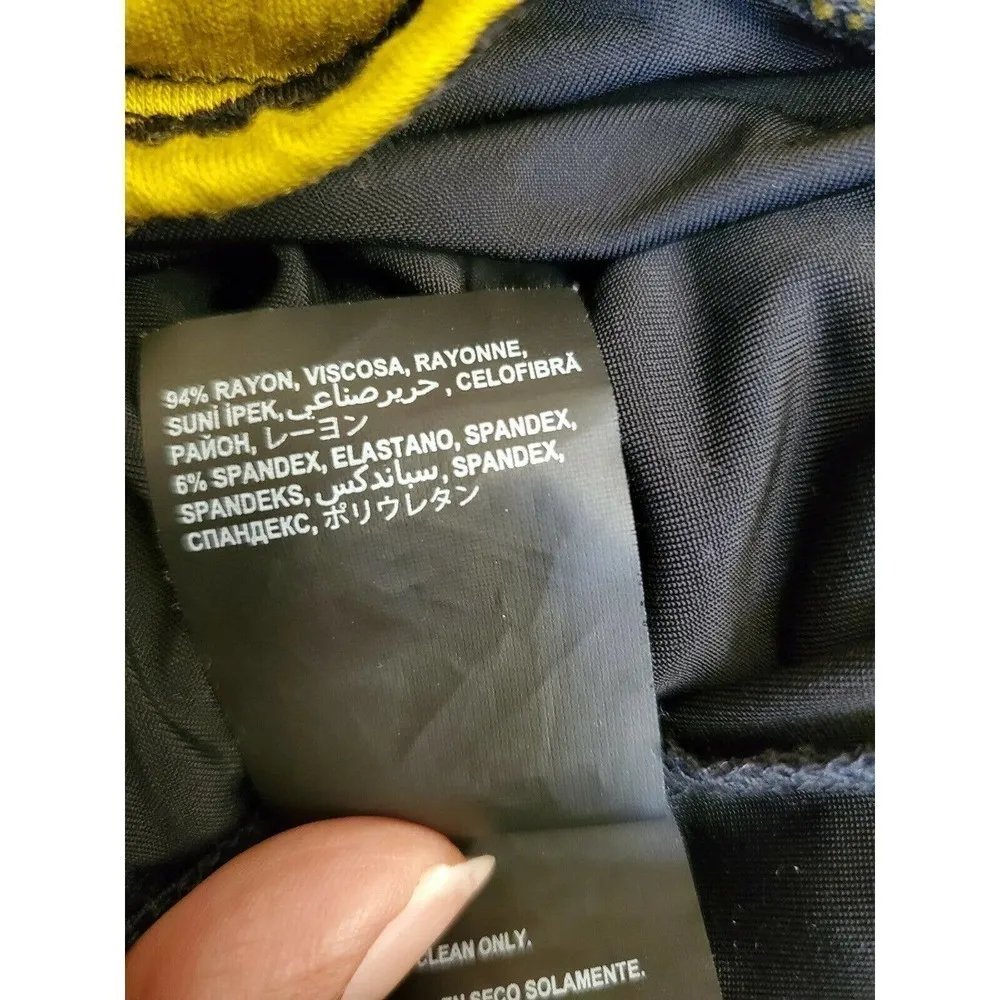 94% RAYON, VISCOSA, RAYONNE,
SUNİ İPEK, حرير صناعي, CELOFIBRĂ
РАЙОН, レーヨン
6% SPANDEX, ELASTANO, SPANDEX,
SPANDEKS, سباندكس, SPANDEX,
СПАНДЕКС, ポリウレタン
CLEAN ONLY.
EN SECO SOLAMENTE.